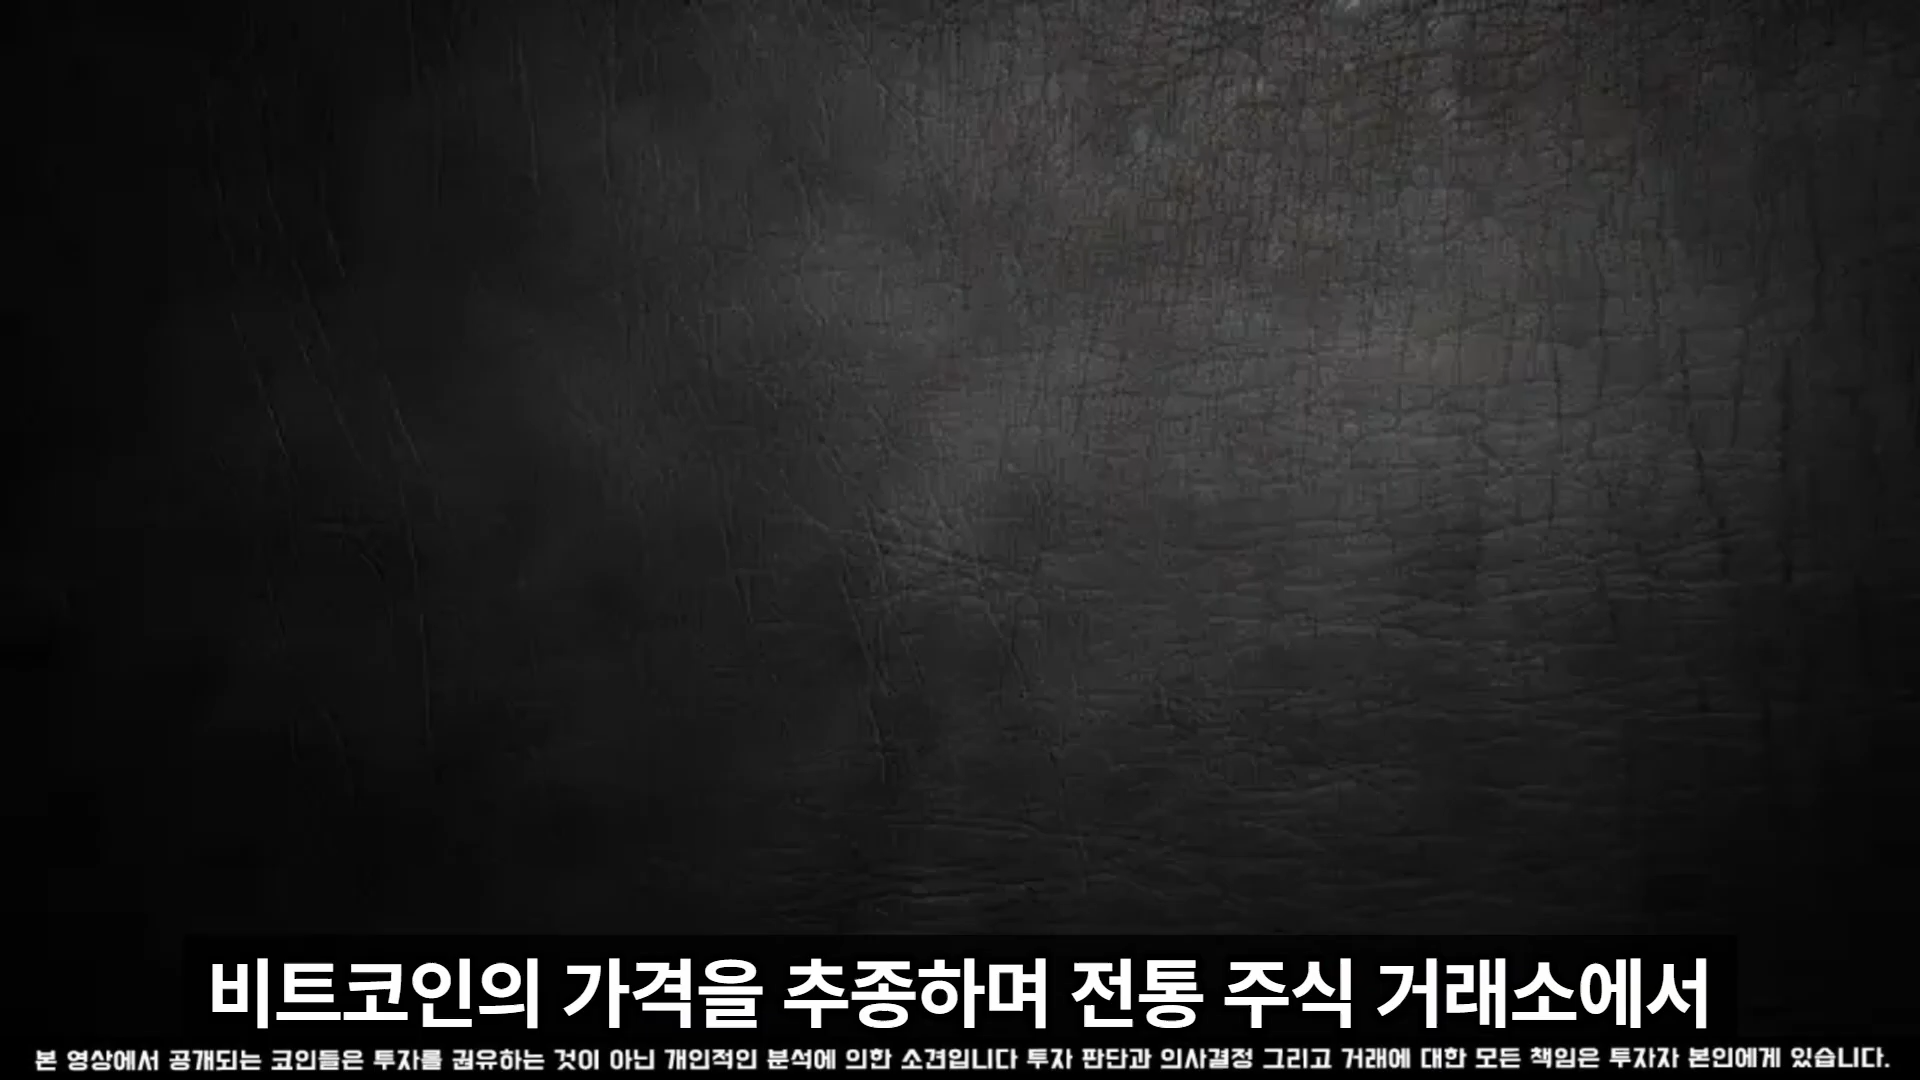 비트코인의 가격을 추종하며 전통 주식 거래소에서
본 영상에서 공개되는 코인들은 투자를 권유하는 것이 아닌 개인적인 분석에 의한 소견입니다 투자 판단과 의사결정 그리고 거래에 대한 모든 책임은 투자자 본인에게 있습니다.